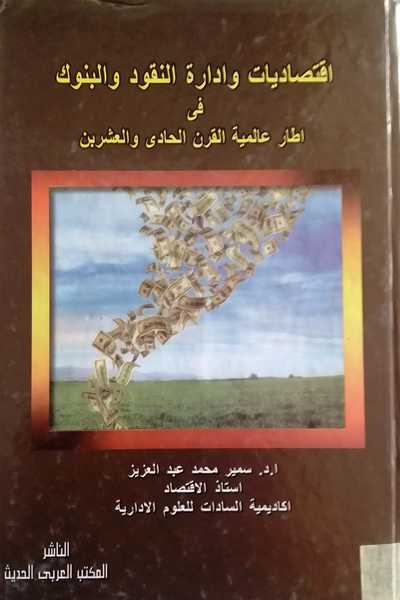 اقتصاديات وادارة النقود والبنوك
فى
اطار عالمية القرن الحادى والعشرين
ا.د. سمير محمد عبد العزيز
استاذ الاقتصاد
اكاديمية السادات للعلوم الادارية
الناشر
المكتب العربى الحديث